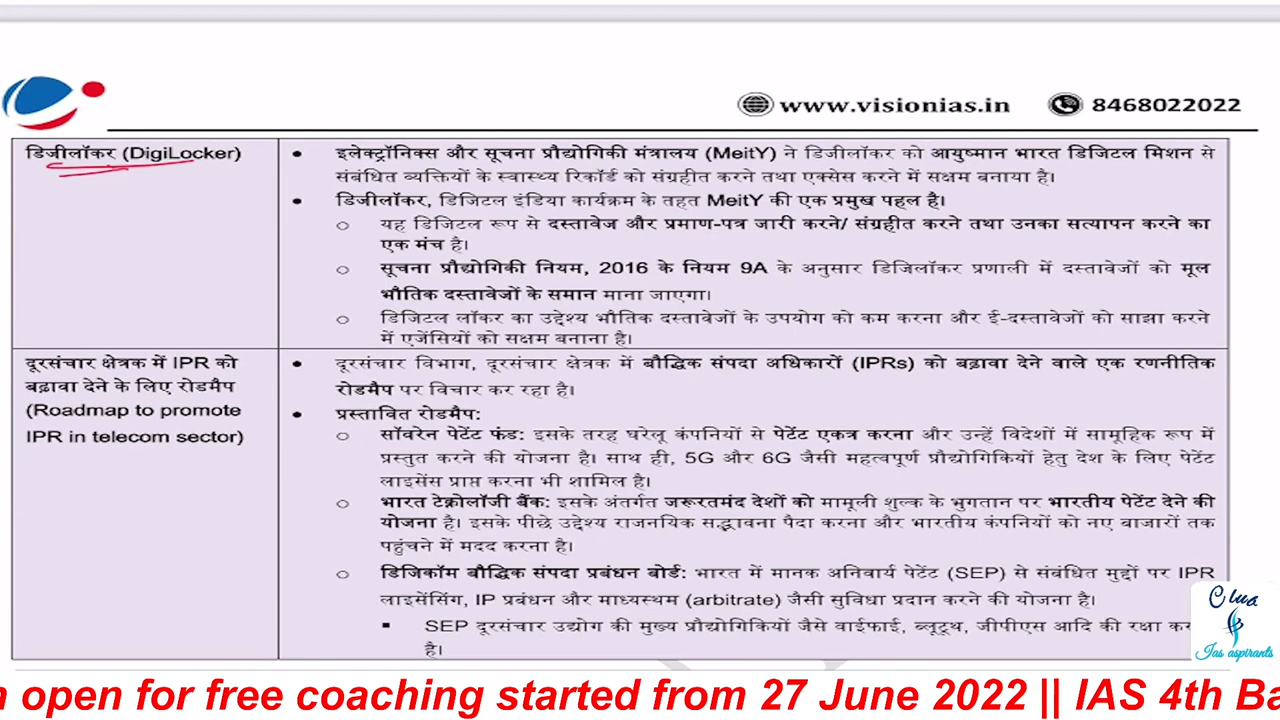 www.visionias.in 8468022022
डिजीलॉकर (DigiLocker)
• इलेक्ट्रॉनिक्स और सूचना प्रौद्योगिकी मंत्रालय (MeitY) ने डिजीलॉकर को आयुष्मान भारत डिजिटल मिशन से
संबंधित व्यक्तियों के स्वास्थ्य रिकॉर्ड को संग्रहीत करने तथा एक्सेस करने में सक्षम बनाया है।
• डिजीलॉकर, डिजिटल इंडिया कार्यक्रम के तहत MeitY की एक प्रमुख पहल है।
o यह डिजिटल रूप से दस्तावेज और प्रमाण-पत्र जारी करने/ संग्रहीत करने तथा उनका सत्यापन करने का
एक मंच है।
o सूचना प्रौद्योगिकी नियम, 2016 के नियम 9A के अनुसार डिजिलॉकर प्रणाली में दस्तावेजों को मूल
भौतिक दस्तावेजों के समान माना जाएगा।
o डिजिटल लॉकर का उद्देश्य भौतिक दस्तावेजों के उपयोग को कम करना और ई-दस्तावेजों को साझा करने
में एजेंसियों को सक्षम बनाना है।
दूरसंचार क्षेत्रक में IPR को
बढ़ावा देने के लिए रोडमैप
(Roadmap to promote
IPR in telecom sector)
• दूरसंचार विभाग, दूरसंचार क्षेत्रक में बौद्धिक संपदा अधिकारों (IPRs) को बढ़ावा देने वाले एक रणनीतिक
रोडमैप पर विचार कर रहा है।
• प्रस्तावित रोडमैप:
o सॉवरेन पेटेंट फंड: इसके तरह घरेलू कंपनियों से पेटेंट एकत्र करना और उन्हें विदेशों में सामूहिक रूप में
प्रस्तुत करने की योजना है। साथ ही, 5G और 6G जैसी महत्वपूर्ण प्रौद्योगिकियों हेतु देश के लिए पेटेंट
लाइसेंस प्राप्त करना भी शामिल है।
o भारत टेक्नोलॉजी बैंक: इसके अंतर्गत जरूरतमंद देशों को मामूली शुल्क के भुगतान पर भारतीय पेटेंट देने की
योजना है। इसके पीछे उद्देश्य राजनयिक सद्भावना पैदा करना और भारतीय कंपनियों को नए बाजारों तक
पहुंचने में मदद करना है।
o डिजिकॉम बौद्धिक संपदा प्रबंधन बोर्ड: भारत में मानक अनिवार्य पेटेंट (SEP) से संबंधित मुद्दों पर IPR
लाइसेंसिंग, IP प्रबंधन और माध्यस्थम (arbitrate) जैसी सुविधा प्रदान करने की योजना है।
▪ SEP दूरसंचार उद्योग की मुख्य प्रौद्योगिकियों जैसे वाईफाई, ब्लूटूथ, जीपीएस आदि की रक्षा
है।
Clue
Ias aspirants
open for free coaching started from 27 June 2022 || IAS 4th Ba